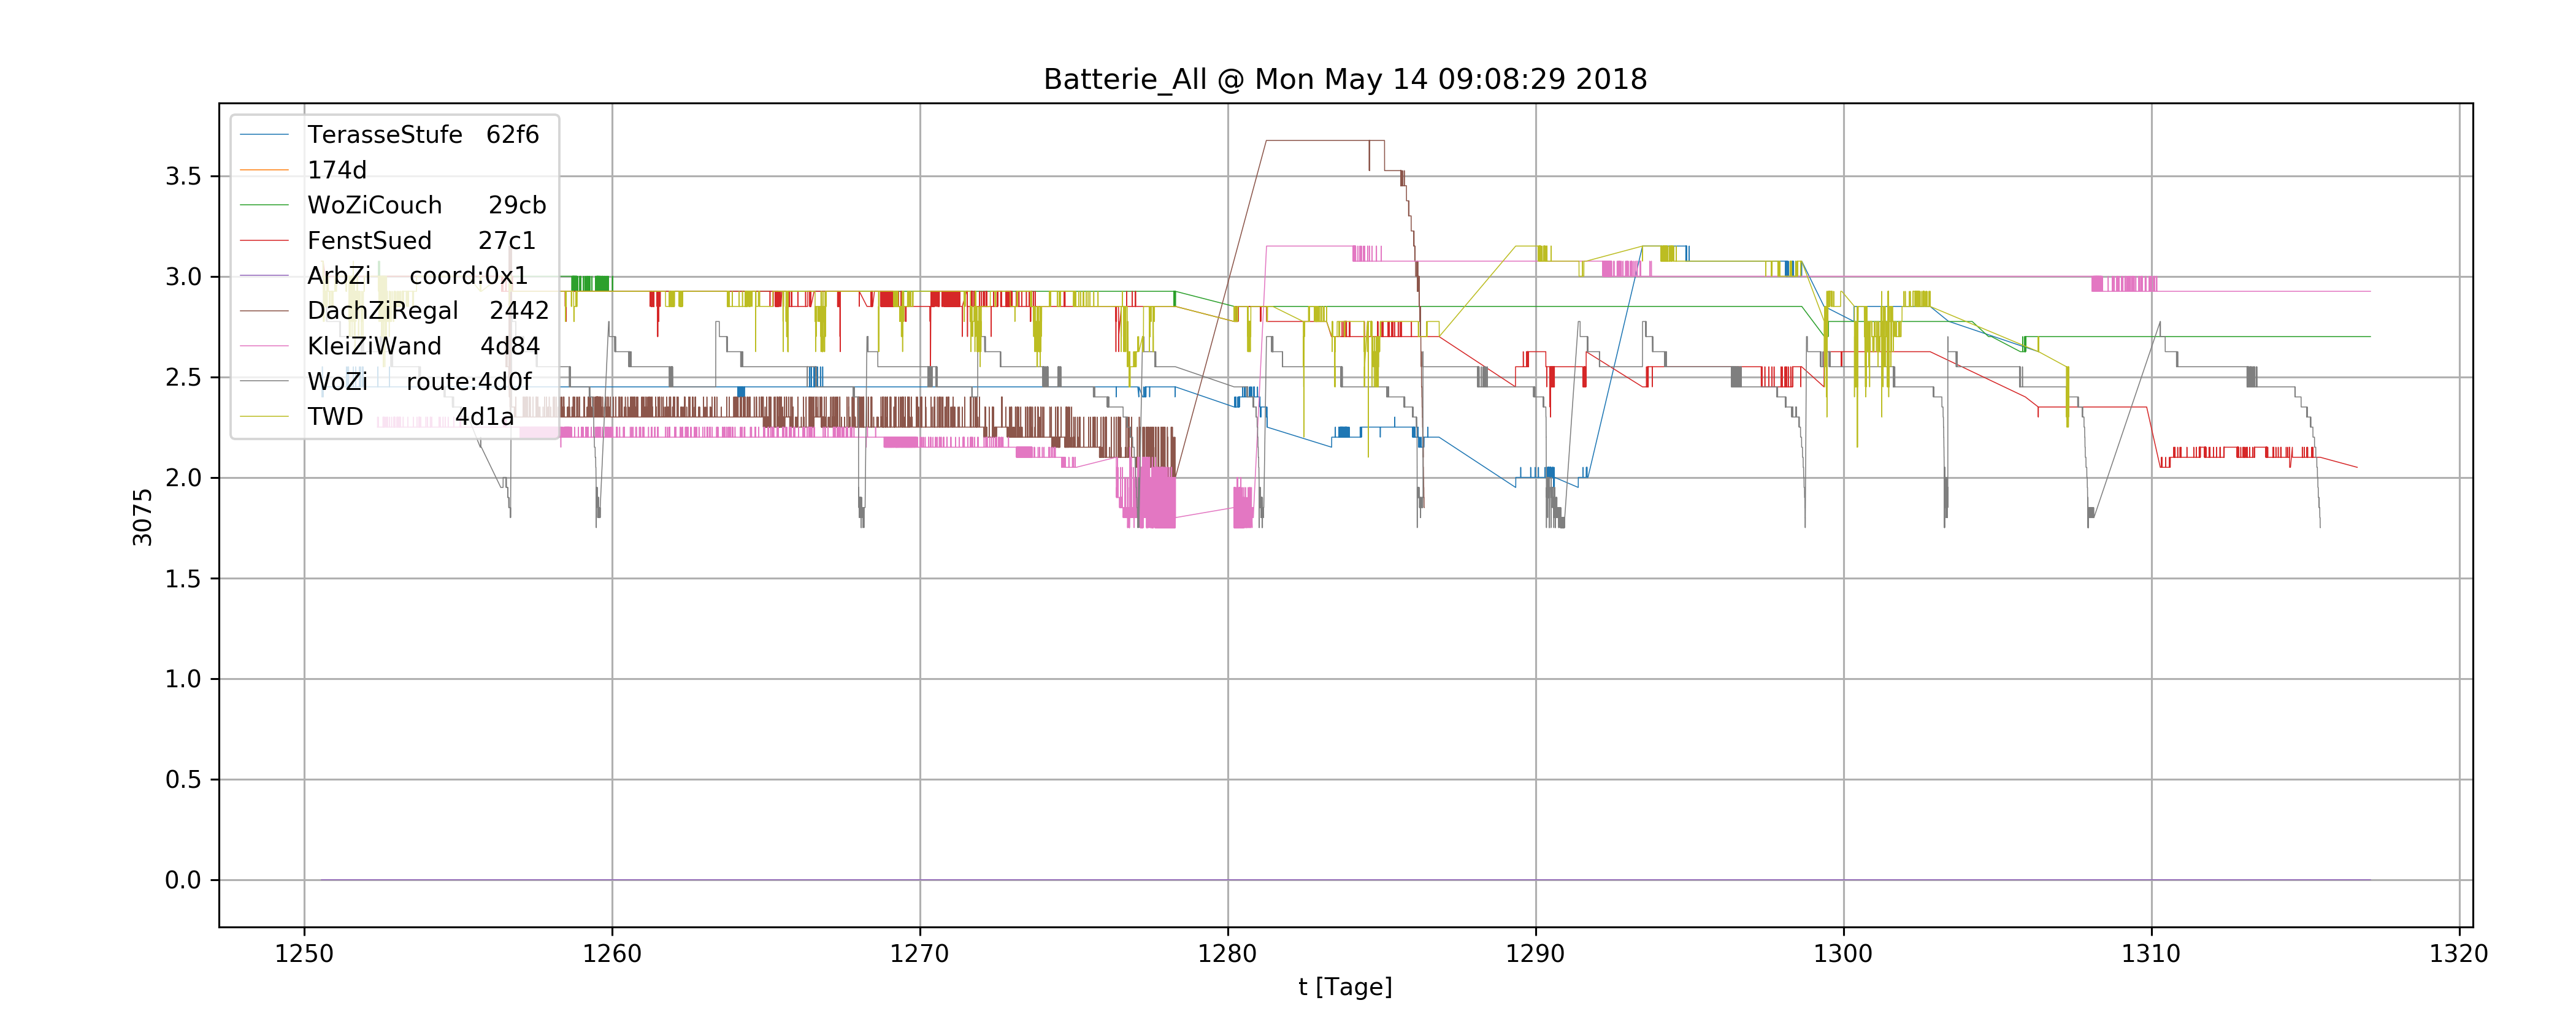 Batterie_All @ Mon May 14 09:08:29 2018
TerasseStufe 62f6
174d
WoZiCouch 29cb
FenstSued 27c1
ArbZi coord:0x1
DachZiRegal 2442
KleiZiWand 4d84
WoZi route:4d0f
TWD 4d1a
3.5
3.0
2.5
2.0
1.5
1.0
0.5
0.0
3075
1250 1260 1270 1280 1290 1300 1310 1320
t [Tage]